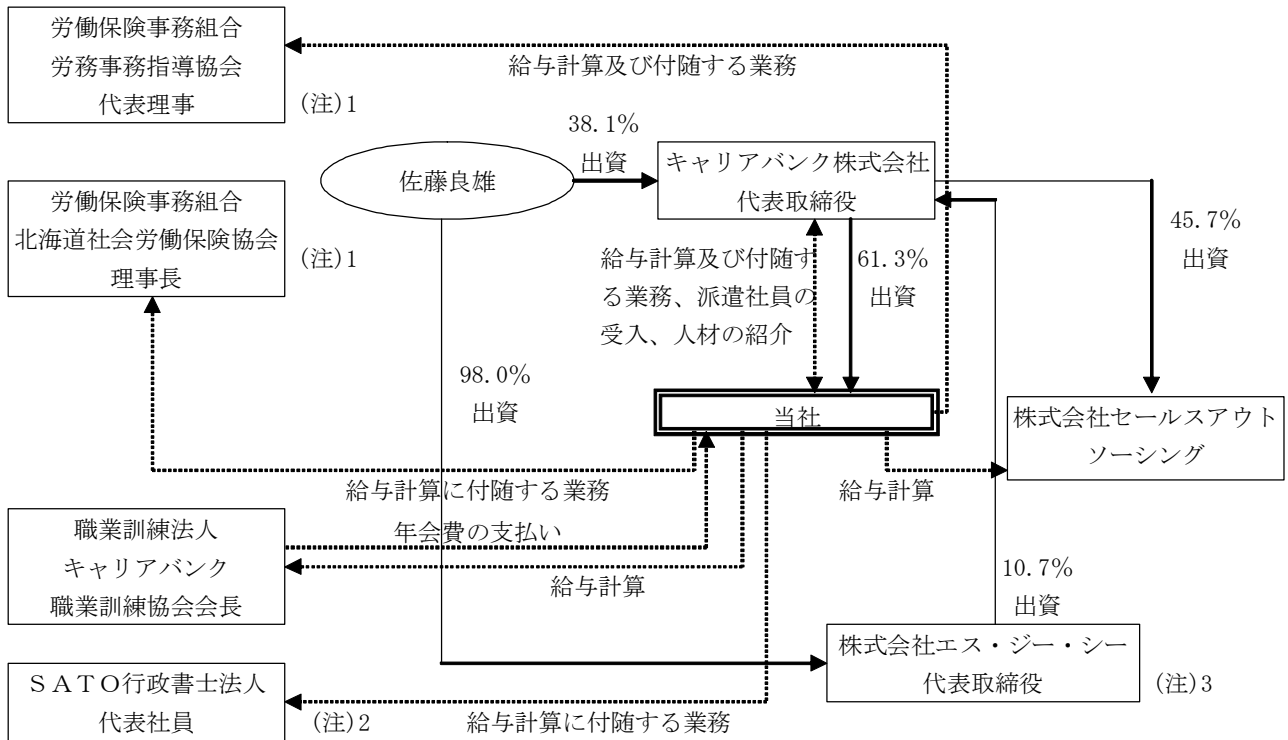 労働保険事務組合
労務事務指導協会
代表理事
(注)1
給与計算及び付随する業務
38.1%
出資
佐藤良雄
キャリアバンク株式会社
代表取締役
労働保険事務組合
北海道社会労働保険協会
理事長
(注)1
45.7%
出資
給与計算及び付随す
る業務、派遣社員の
受入、人材の紹介
61.3%
出資
98.0%
出資
当社
株式会社セールスアウト
ソーシング
給与計算に付随する業務
給与計算
職業訓練法人
キャリアバンク
職業訓練協会会長
年会費の支払い
給与計算
10.7%
出資
株式会社エス・ジー・シー
代表取締役
(注)3
ＳＡＴＯ行政書士法人
代表社員
(注)2
給与計算に付随する業務